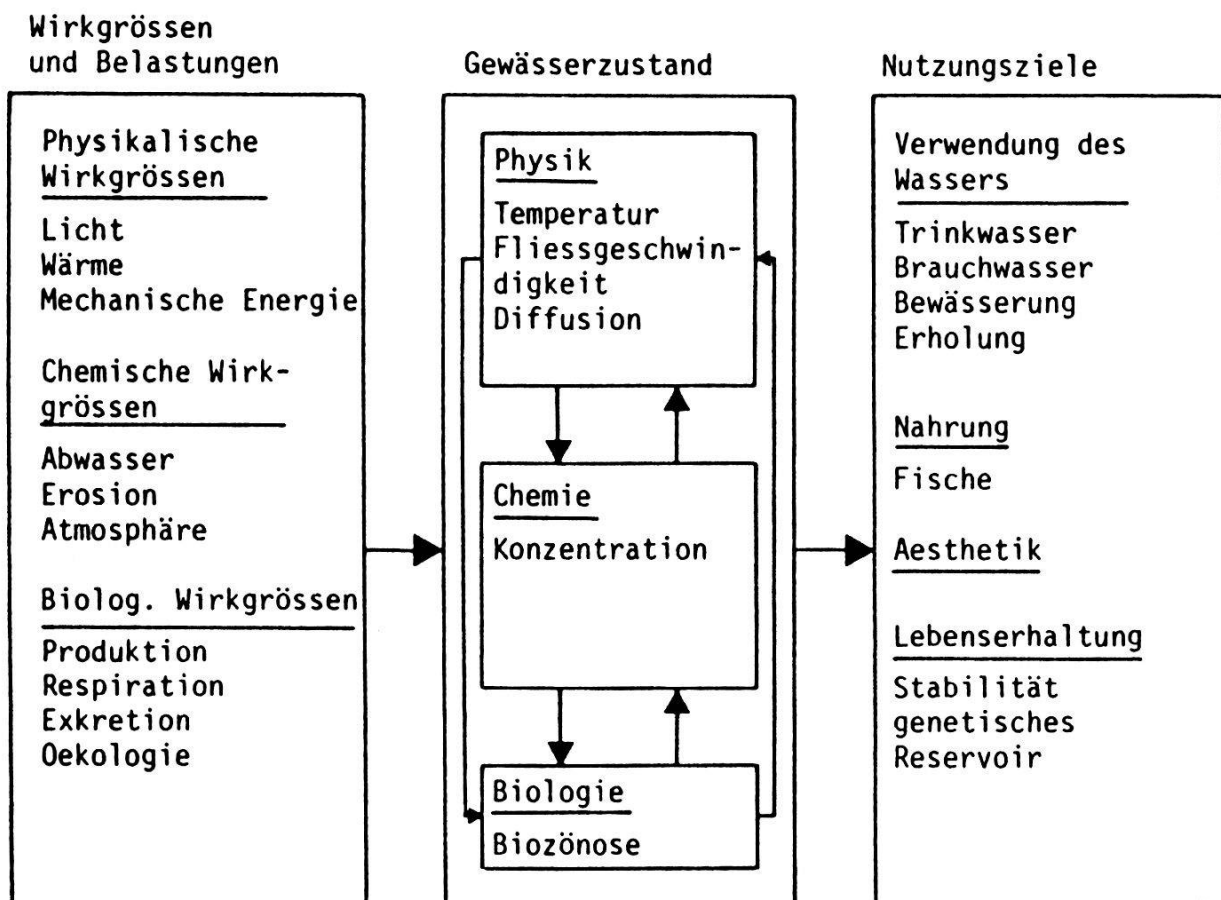 Wirkgrössen
und Belastungen
Physikalische
Wirkgrössen
Licht
Wärme
Mechanische Energie
Chemische Wirk-
grössen
Abwasser
Erosion
Atmosphäre
Biolog. Wirkgrössen
Produktion
Respiration
Exkretion
Oekologie
Gewässerzustand
Physik
Temperatur
Fliessgeschwin-
digkeit
Diffusion
Chemie
Konzentration
Biologie
Biozönose
Nutzungsziele
Verwendung des
Wassers
Trinkwasser
Brauchwasser
Bewässerung
Erholung
Nahrung
Fische
Aesthetik
Lebenserhaltung
Stabilität
genetisches
Reservoir